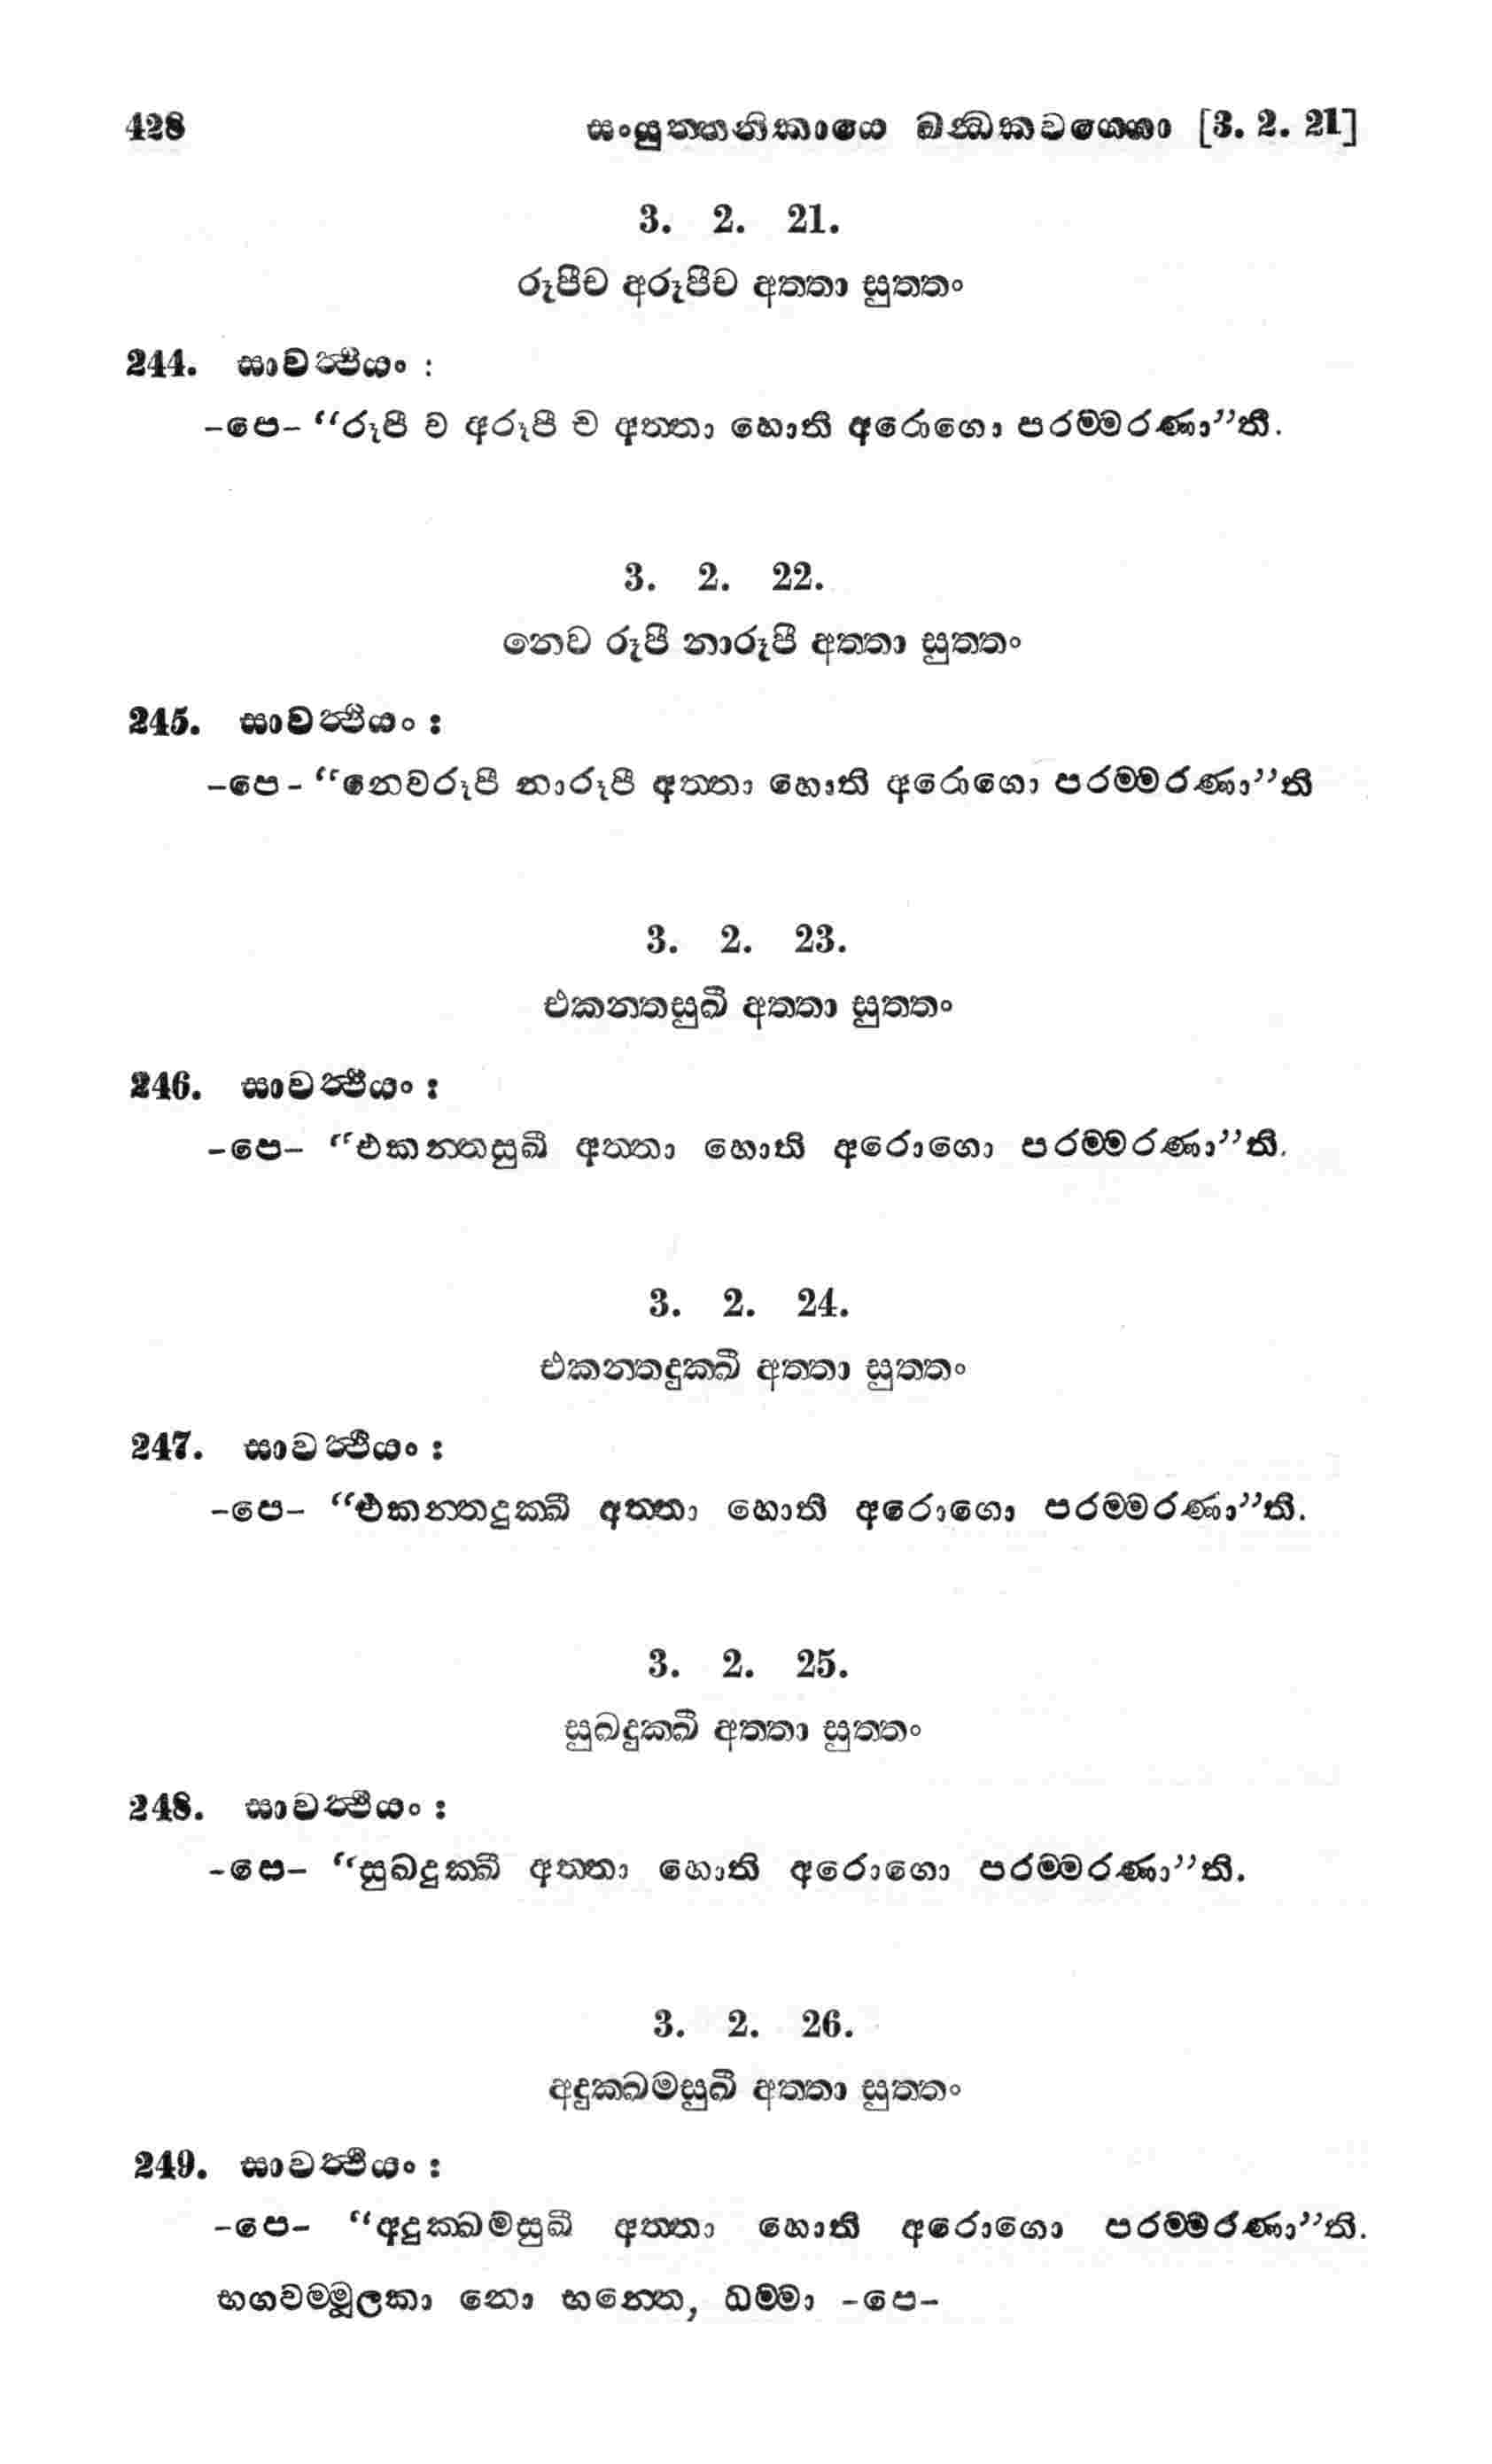 428 සංයුත්තනිකායෙ ඛන්ධකවග්ගො [3. 2. 21]
3. 2. 21.
රූපීච අරූපීච අත්තා සුත්තං
244. සාවත්ථියං :
-පෙ- “රූපී ච අරූපී ච අත්තා හොති අරොගො පරම්මරණා”ති.
3. 2. 22.
නෙව රූපී නාරූපී අත්තා සුත්තං
245. සාවත්ථියං :
-පෙ- “නෙවරූපී නාරූපී අත්තා හොති අරොගො පරම්මරණා”ති
3. 2. 23.
එකන්තසුඛී අත්තා සුත්තං
246. සාවත්ථියං :
-පෙ- “එකන්තසුඛී අත්තා හොති අරොගො පරම්මරණා”ති.
3. 2. 24.
එකන්තදුක්ඛී අත්තා සුත්තං
247. සාවත්ථියං :
-පෙ- “එකන්තදුක්ඛී අත්තා හොති අරොගො පරම්මරණා”ති.
3. 2. 25.
සුඛදුක්ඛී අත්තා සුත්තං
248. සාවත්ථියං :
-පෙ- “සුඛදුක්ඛී අත්තා හොති අරොගො පරම්මරණා”ති.
3. 2. 26.
අදුක්ඛමසුඛී අත්තා සුත්තං
249. සාවත්ථියං :
-පෙ- “අදුක්ඛමසුඛී අත්තා හොති අරොගො පරම්මරණා”ති.
භගවම්මූලකා නො භන්තෙ, ධම්මා -පෙ-